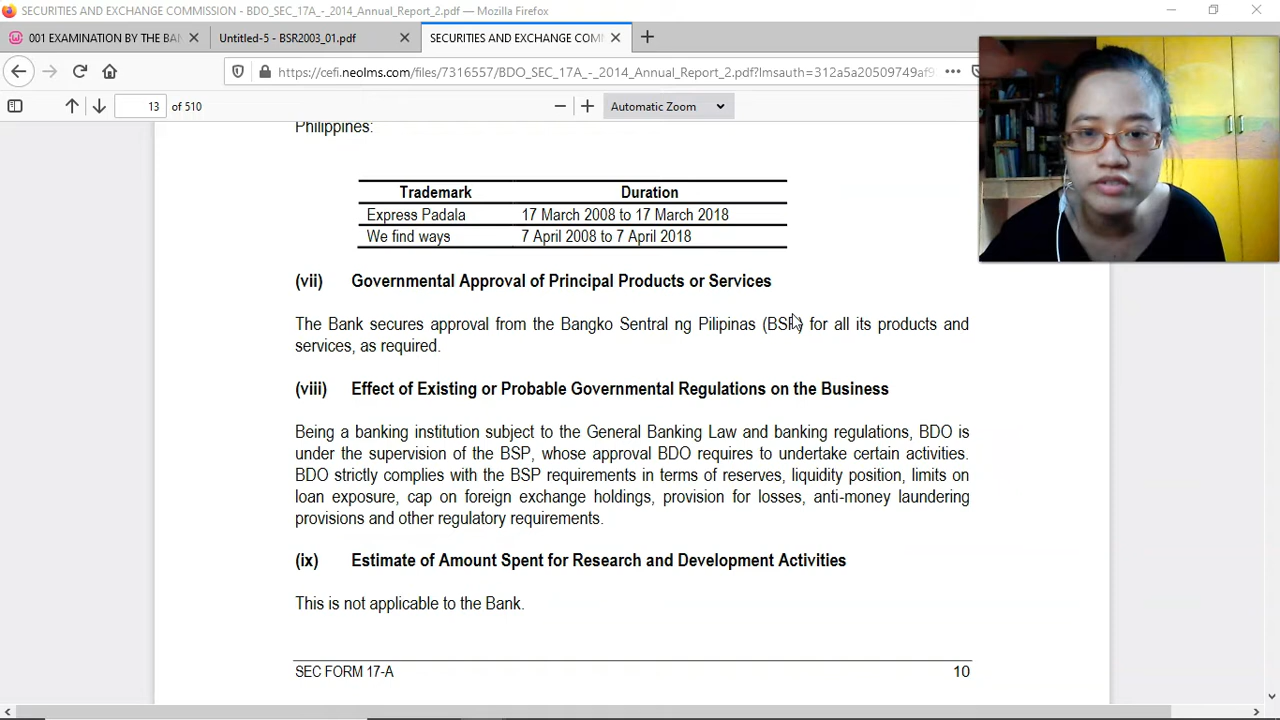 SECURITIES AND EXCHANGE COMMISSION - BDO_SEC_17A_-_2014_Annual_Report_2.pdf — Mozilla Firefox
001 EXAMINATION BY THE BA
Untitled-5 - BSR2003_01.pdf
SECURITIES AND EXCHANGE COM
https://cefi.neolms.com/files/7316557/BDO_SEC_17A_-_2014_Annual_Report_2.pdf?lmsauth=312a5a20509749af9
13 of 510
Automatic Zoom
Philippines:
Trademark Duration
Express Padala 17 March 2008 to 17 March 2018
We find ways 7 April 2008 to 7 April 2018
(vii) Governmental Approval of Principal Products or Services
The Bank secures approval from the Bangko Sentral ng Pilipinas (BSP) for all its products and
services, as required.
(viii) Effect of Existing or Probable Governmental Regulations on the Business
Being a banking institution subject to the General Banking Law and banking regulations, BDO is
under the supervision of the BSP, whose approval BDO requires to undertake certain activities.
BDO strictly complies with the BSP requirements in terms of reserves, liquidity position, limits on
loan exposure, cap on foreign exchange holdings, provision for losses, anti-money laundering
provisions and other regulatory requirements.
(ix) Estimate of Amount Spent for Research and Development Activities
This is not applicable to the Bank.
SEC FORM 17-A 10